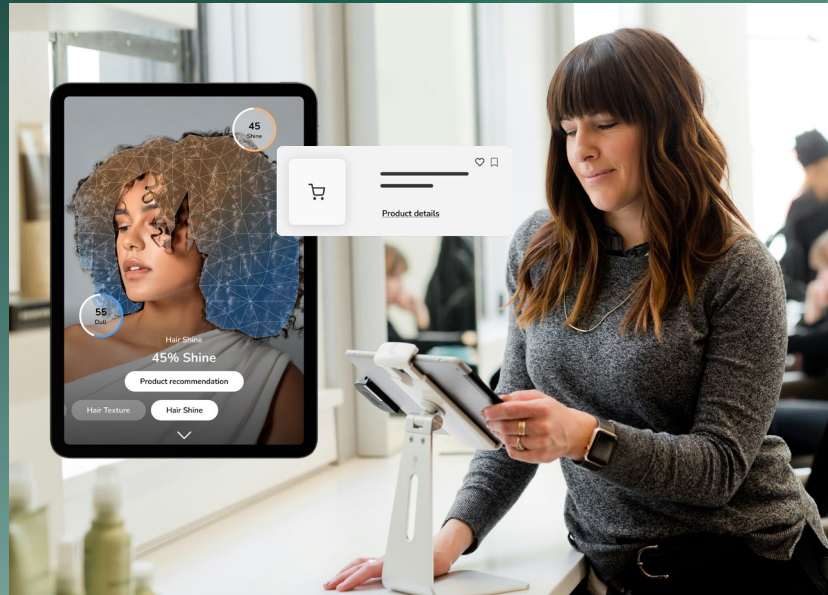 45
Shine
Product details
55
Dull
Hair Shine
45% Shine
Product recommendation
Hair Texture
Hair Shine